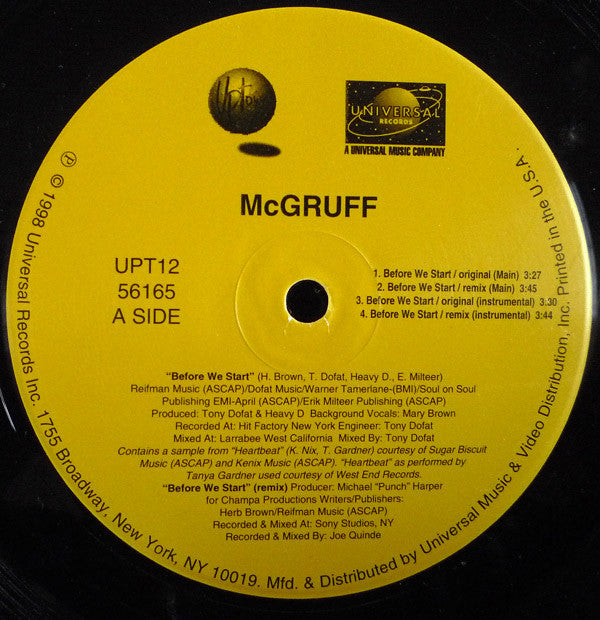 Uptown
UNIVERSAL
RECORDS
A UNIVERSAL MUSIC COMPANY
McGRUFF
UPT12
56165
A SIDE
1. Before We Start / original (Main) 3:27
2. Before We Start / remix (Main) 3:45
3. Before We Start / original (instrumental) 3:30
4. Before We Start / remix (instrumental) 3:44
"Before We Start" (H. Brown, T. Dofat, Heavy D., E. Milteer)
Reifman Music (ASCAP)/Dofat Music/Warner Tamerlane-(BMI)/Soul on Soul
Publishing EMI-April (ASCAP)/Erik Milteer Publishing (ASCAP)
Produced: Tony Dofat & Heavy D Background Vocals: Mary Brown
Recorded At: Hit Factory New York Engineer: Tony Dofat
Mixed At: Larrabee West California Mixed By: Tony Dofat
Contains a sample from "Heartbeat" (K. Nix, T. Gardner) courtesy of Sugar Biscuit
Music (ASCAP) and Kenix Music (ASCAP). "Heartbeat" as performed by
Tanya Gardner used courtesy of West End Records.
"Before We Start" (remix) Producer: Michael "Punch" Harper
for Champa Productions Writers/Publishers:
Herb Brown/Reifman Music (ASCAP)
Recorded & Mixed At: Sony Studios, NY
Recorded & Mixed By: Joe Quinde
℗ © 1998 Universal Records Inc. 1755 Broadway, New York, NY 10019. Mfd. & Distributed by Universal Music & Video Distribution, Inc. Printed in the U.S.A.